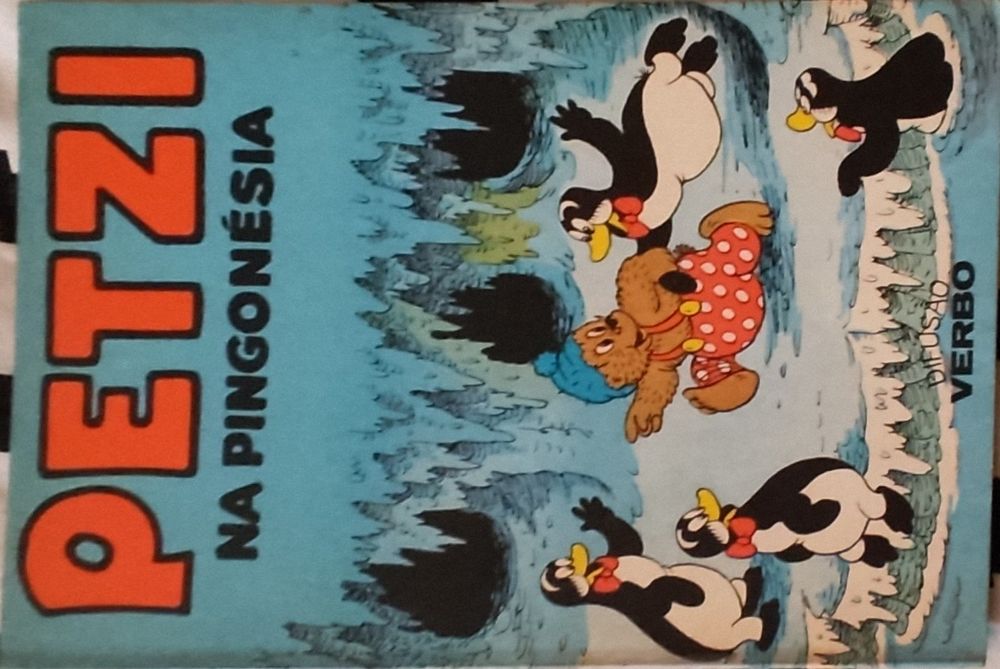 PETZI
NA PINGONÉSIA
DIFUSÃO
VERBO